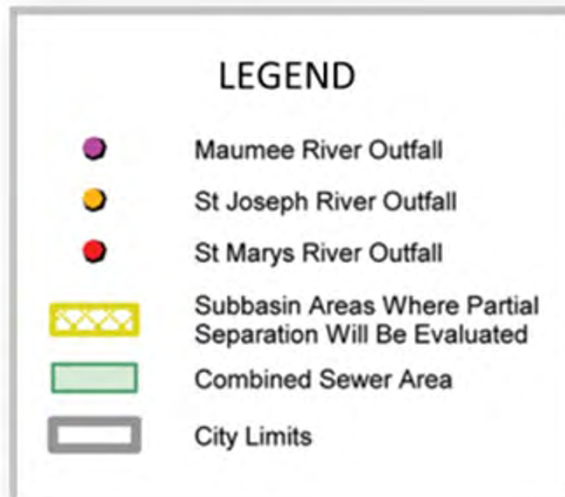 LEGEND
Maumee River Outfall
St Joseph River Outfall
St Marys River Outfall
Subbasin Areas Where Partial
Separation Will Be Evaluated
Combined Sewer Area
City Limits